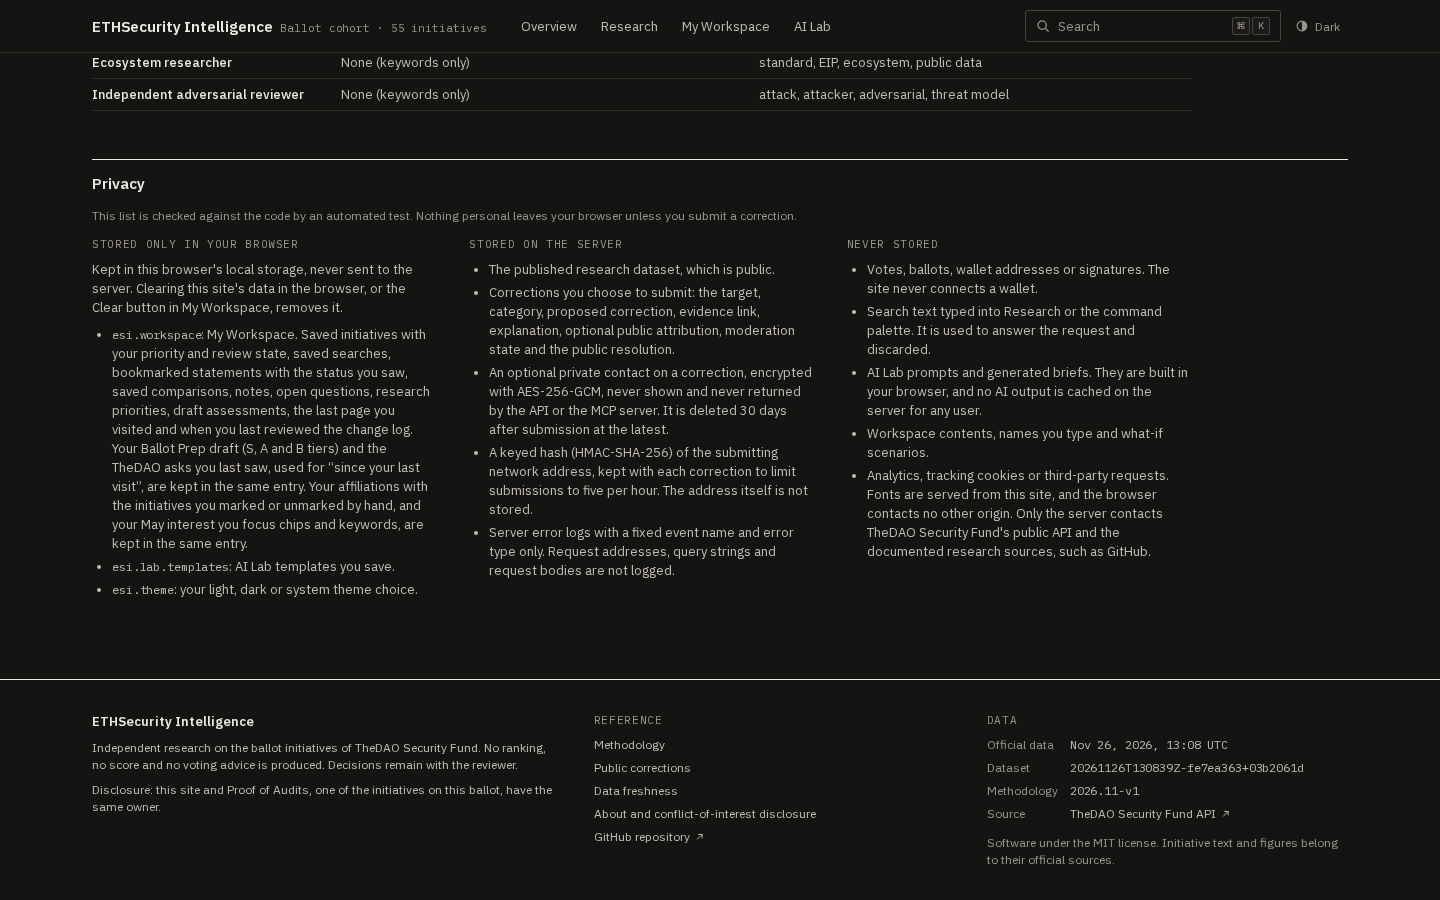 ETHSecurity Intelligence Ballot cohort · 55 initiatives Overview Research My Workspace AI Lab Search ⌘ K Dark
Ecosystem researcher None (keywords only) standard, EIP, ecosystem, public data
Independent adversarial reviewer None (keywords only) attack, attacker, adversarial, threat model
Privacy
This list is checked against the code by an automated test. Nothing personal leaves your browser unless you submit a correction.
STORED ONLY IN YOUR BROWSER
Kept in this browser's local storage, never sent to the
server. Clearing this site's data in the browser, or the
Clear button in My Workspace, removes it.
• esi.workspace: My Workspace. Saved initiatives with
your priority and review state, saved searches,
bookmarked statements with the status you saw,
saved comparisons, notes, open questions, research
priorities, draft assessments, the last page you
visited and when you last reviewed the change log.
Your Ballot Prep draft (S, A and B tiers) and the
TheDAO asks you last saw, used for “since your last
visit”, are kept in the same entry. Your affiliations with
the initiatives you marked or unmarked by hand, and
your May interest you focus chips and keywords, are
kept in the same entry.
• esi.lab.templates: AI Lab templates you save.
• esi.theme: your light, dark or system theme choice.
STORED ON THE SERVER
• The published research dataset, which is public.
• Corrections you choose to submit: the target,
category, proposed correction, evidence link,
explanation, optional public attribution, moderation
state and the public resolution.
• An optional private contact on a correction, encrypted
with AES-256-GCM, never shown and never returned
by the API or the MCP server. It is deleted 30 days
after submission at the latest.
• A keyed hash (HMAC-SHA-256) of the submitting
network address, kept with each correction to limit
submissions to five per hour. The address itself is not
stored.
• Server error logs with a fixed event name and error
type only. Request addresses, query strings and
request bodies are not logged.
NEVER STORED
• Votes, ballots, wallet addresses or signatures. The
site never connects a wallet.
• Search text typed into Research or the command
palette. It is used to answer the request and
discarded.
• AI Lab prompts and generated briefs. They are built in
your browser, and no AI output is cached on the
server for any user.
• Workspace contents, names you type and what-if
scenarios.
• Analytics, tracking cookies or third-party requests.
Fonts are served from this site, and the browser
contacts no other origin. Only the server contacts
TheDAO Security Fund's public API and the
documented research sources, such as GitHub.
ETHSecurity Intelligence
Independent research on the ballot initiatives of TheDAO Security Fund. No ranking,
no score and no voting advice is produced. Decisions remain with the reviewer.
Disclosure: this site and Proof of Audits, one of the initiatives on this ballot, have the
same owner.
REFERENCE
Methodology
Public corrections
Data freshness
About and conflict-of-interest disclosure
GitHub repository ↗
DATA
Official data Nov 26, 2026, 13:08 UTC
Dataset 20261126T130839Z-fe7ea363+03b2061d
Methodology 2026.11-v1
Source TheDAO Security Fund API ↗
Software under the MIT license. Initiative text and figures belong
to their official sources.